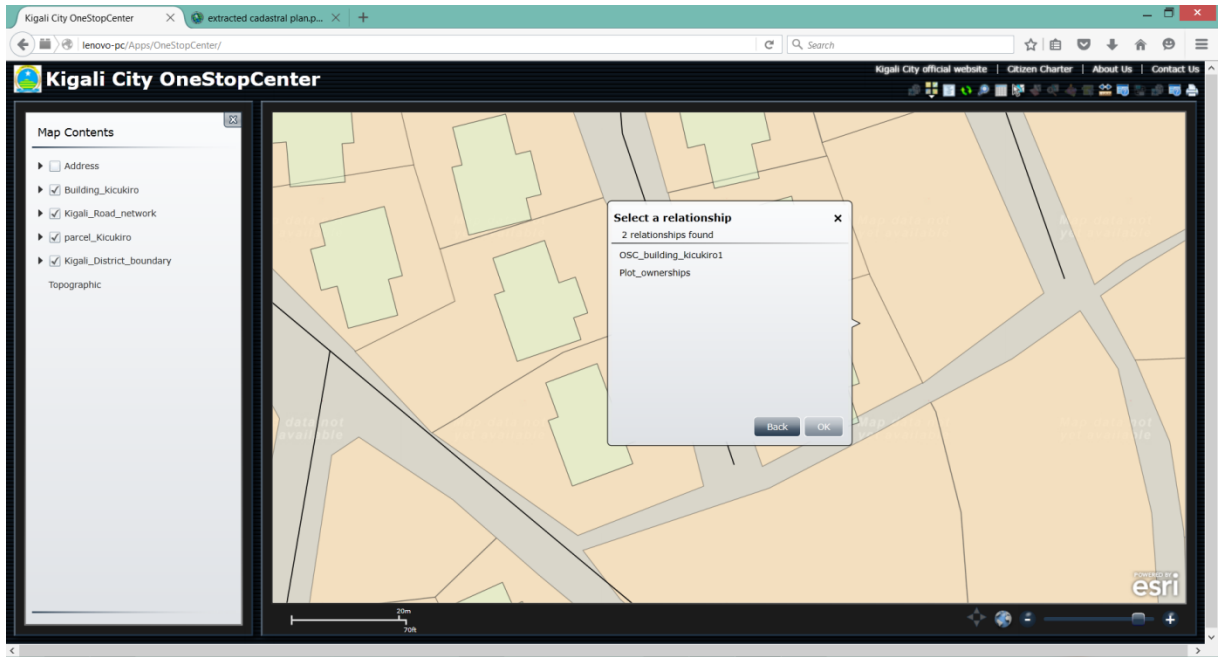 Kigali City OneStopCenter
extracted cadastral plan.p...
lenovo-pc/Apps/OneStopCenter/
Search
Kigali City OneStopCenter
Kigali City official website | Citizen Charter | About Us | Contact Us
Map Contents
Address
Building_kicukiro
Kigali_Road_network
parcel_Kicukiro
Kigali_District_boundary
Topographic
Select a relationship
2 relationships found
OSC_building_kicukiro1
Plot_ownerships
Back
OK
data not
available
POWERED BY
esri
20m
70ft